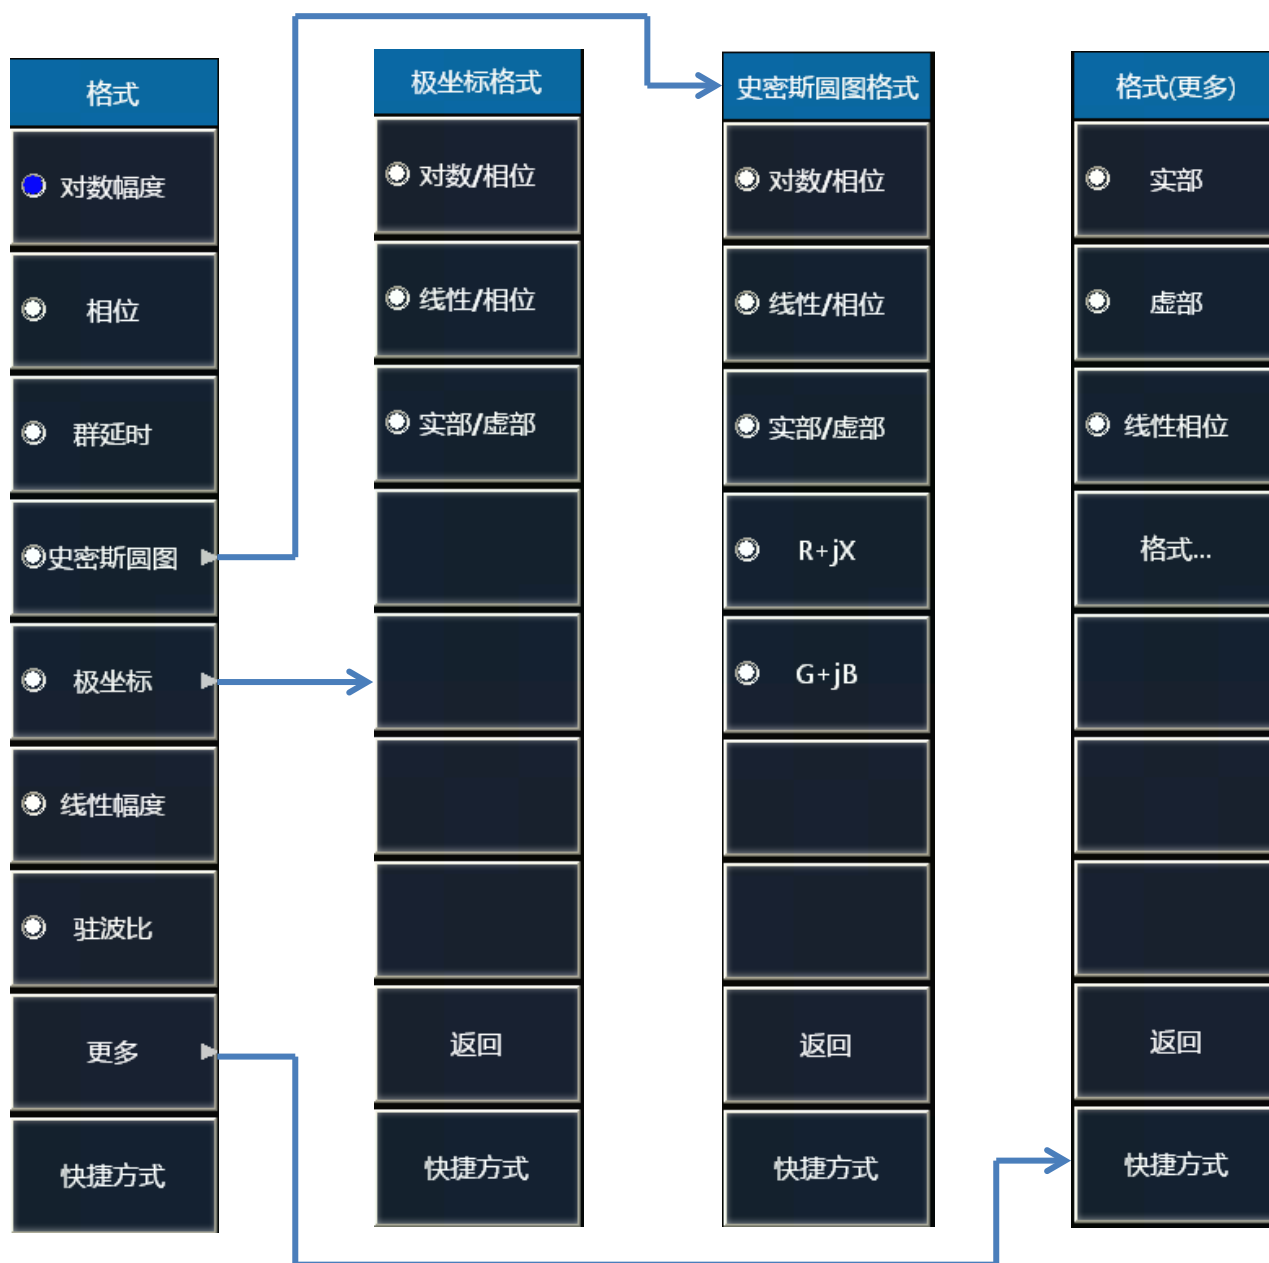 格式
对数幅度
相位
群延时
史密斯圆图
极坐标
线性幅度
驻波比
更多
快捷方式
极坐标格式
对数/相位
线性/相位
实部/虚部
返回
快捷方式
史密斯圆图格式
对数/相位
线性/相位
实部/虚部
R+jX
G+jB
返回
快捷方式
格式(更多)
实部
虚部
线性相位
格式...
返回
快捷方式